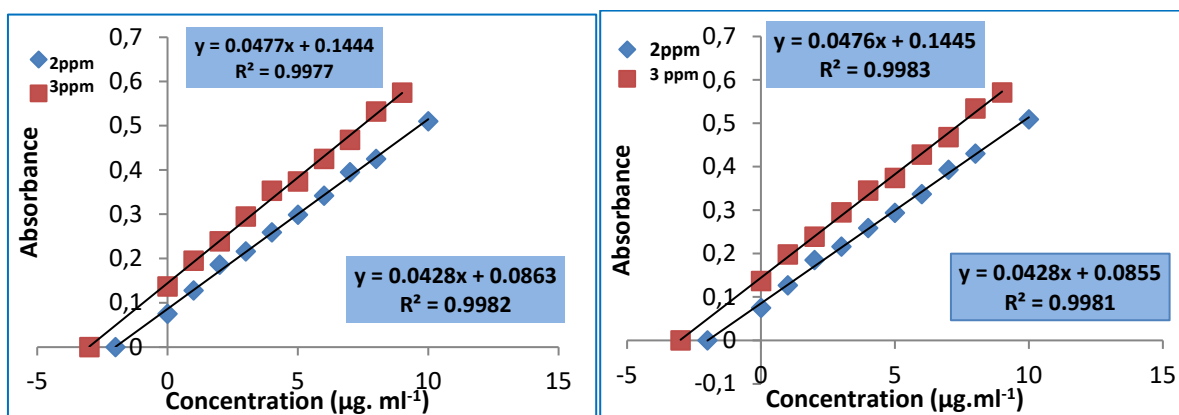 0,7
0,6
0,5
0,4
0,3
0,2
0,1
0
Absorbance
2ppm
3ppm
y = 0.0477x + 0.1444
R² = 0.9977
y = 0.0428x + 0.0863
R² = 0.9982
-5 0 5 10 15
Concentration (µg. ml⁻¹)
0,7
0,6
0,5
0,4
0,3
0,2
0,1
0
-0,1
Absorbance
2ppm
3 ppm
y = 0.0476x + 0.1445
R² = 0.9983
y = 0.0428x + 0.0855
R² = 0.9981
-5 0 5 10 15
Concentration (µg.ml⁻¹)